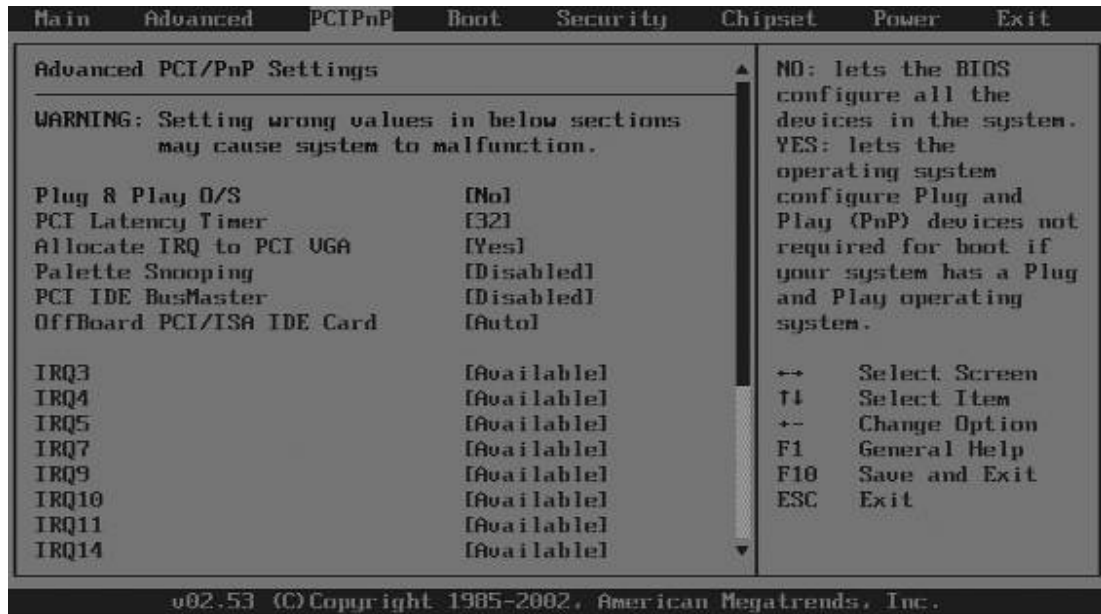 Main Advanced PCIPnP Boot Security Chipset Power Exit
Advanced PCI/PnP Settings
WARNING: Setting wrong values in below sections
may cause system to malfunction.
Plug & Play O/S [No]
PCI Latency Timer [32]
Allocate IRQ to PCI VGA [Yes]
Palette Snooping [Disabled]
PCI IDE BusMaster [Disabled]
OffBoard PCI/ISA IDE Card [Auto]
IRQ3 [Available]
IRQ4 [Available]
IRQ5 [Available]
IRQ7 [Available]
IRQ9 [Available]
IRQ10 [Available]
IRQ11 [Available]
IRQ14 [Available]
NO: lets the BIOS
configure all the
devices in the system.
YES: lets the
operating system
configure Plug and
Play (PnP) devices not
required for boot if
your system has a Plug
and Play operating
system.
←→ Select Screen
↑↓ Select Item
+- Change Option
F1 General Help
F10 Save and Exit
ESC Exit
v02.53 (C)Copyright 1985-2002, American Megatrends, Inc.